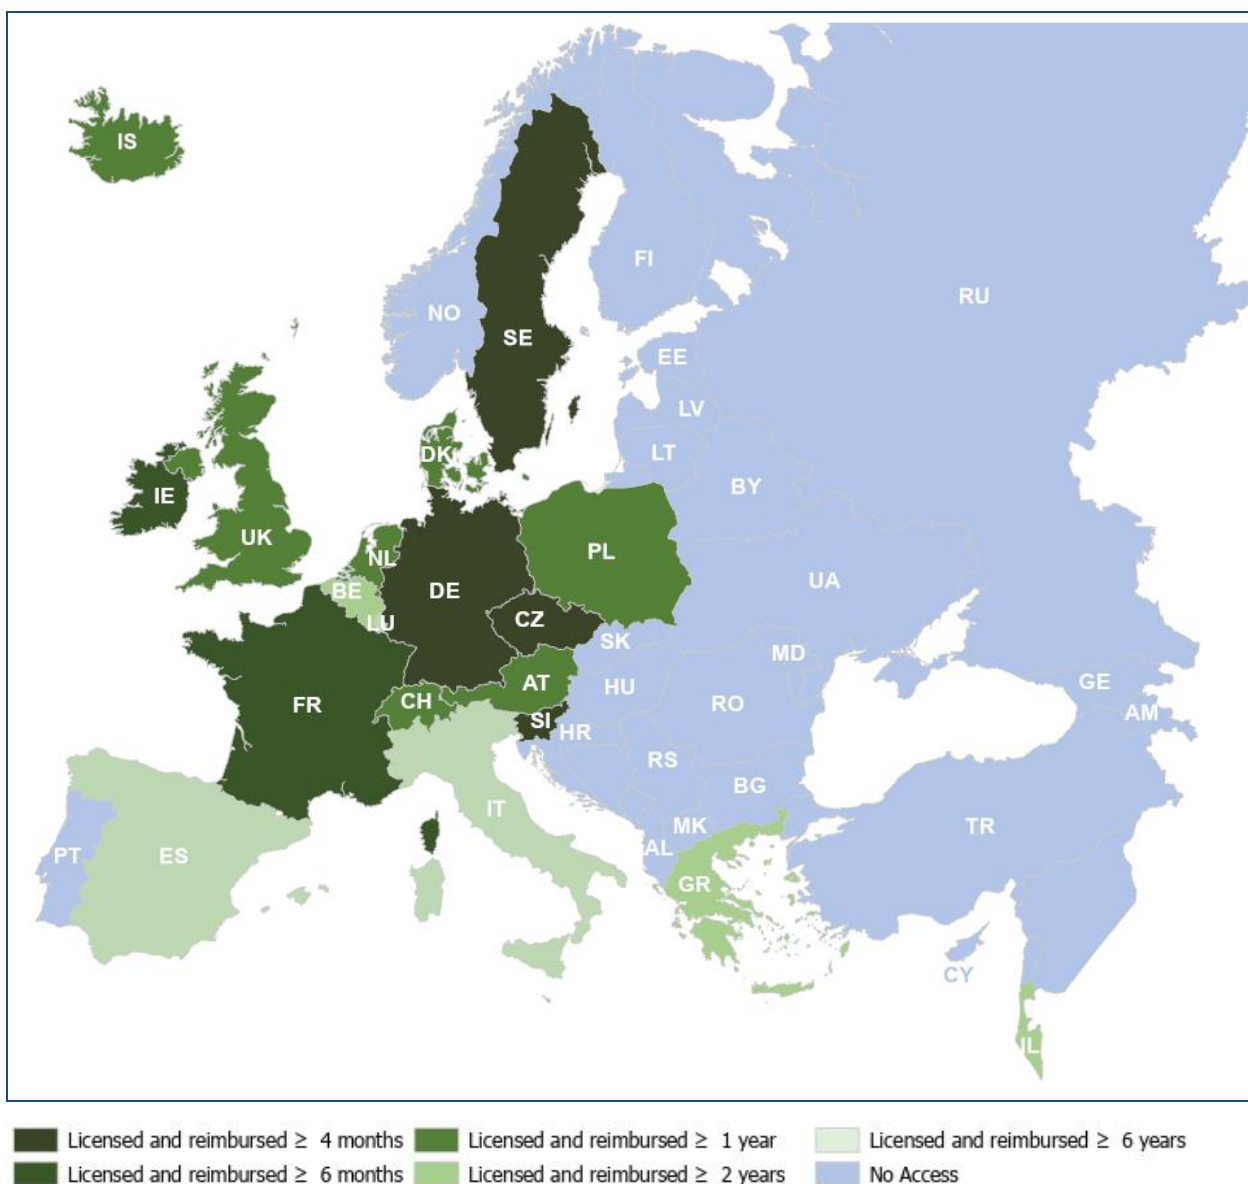 IS
FI
RU
NO
SE
EE
LV
DK
LT
BY
IE
UK
NL
PL
BE
DE
UA
LU
CZ
SK
MD
FR
CH
AT
HU
RO
GE
SI
HR
AM
RS
BG
IT
MK
TR
PT
ES
AL
GR
CY
IL
Licensed and reimbursed ≥ 4 months Licensed and reimbursed ≥ 1 year Licensed and reimbursed ≥ 6 years
Licensed and reimbursed ≥ 6 months Licensed and reimbursed ≥ 2 years No Access